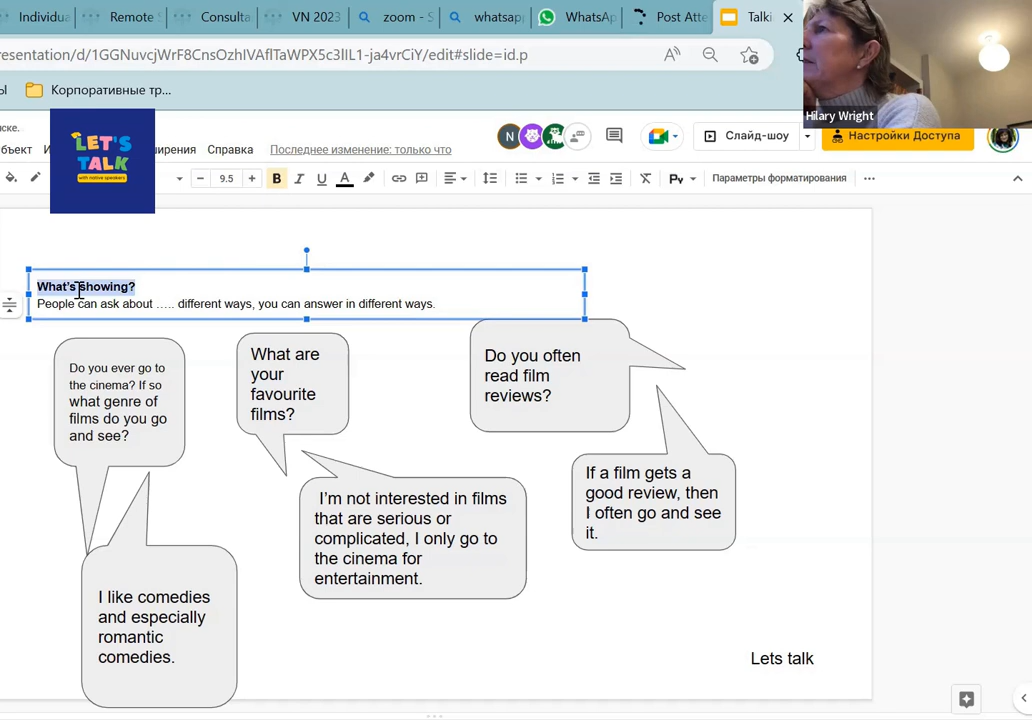 Individua
Remote
Consulta
VN 2023
zoom - S
whatsap
WhatsAp
Post Atte
Talki
resentation/d/1GGNuvcjWrF8CnsOzhIVAflTaWPX5c3lIL1-ja4vrCiY/edit#slide=id.p
ы
Корпоративные тр...
Hilary Wright
ске.
LET'S
TALK
with native speakers
Слайд-шоу
Настройки Доступа
бъект
ирения
Справка
Последнее изменение: только что
9.5
B
I
U
A
Параметры форматирования
What's showing?
People can ask about ..... different ways, you can answer in different ways.
Do you ever go to
the cinema? If so
what genre of
films do you go
and see?
What are
your
favourite
films?
Do you often
read film
reviews?
I'm not interested in films
that are serious or
complicated, I only go to
the cinema for
entertainment.
If a film gets a
good review, then
I often go and see
it.
I like comedies
and especially
romantic
comedies.
Lets talk